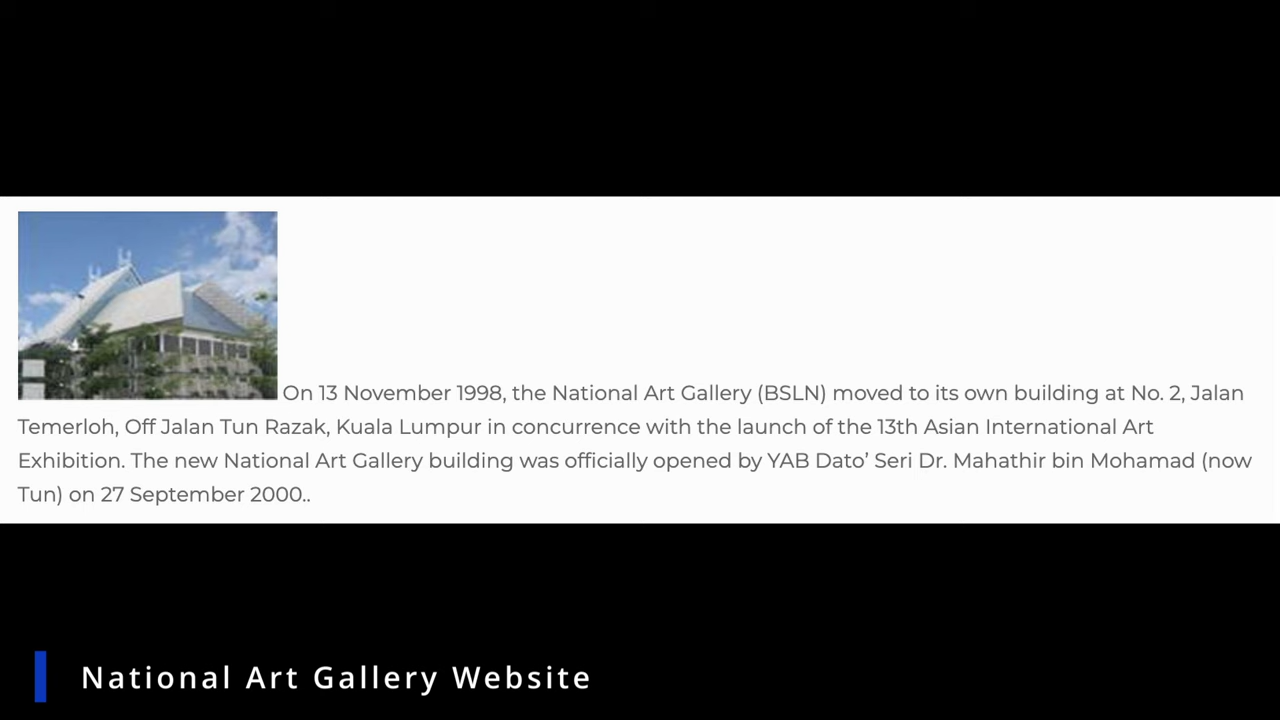 On 13 November 1998, the National Art Gallery (BSLN) moved to its own building at No. 2, Jalan
Temerloh, Off Jalan Tun Razak, Kuala Lumpur in concurrence with the launch of the 13th Asian International Art
Exhibition. The new National Art Gallery building was officially opened by YAB Dato’ Seri Dr. Mahathir bin Mohamad (now
Tun) on 27 September 2000..
National Art Gallery Website